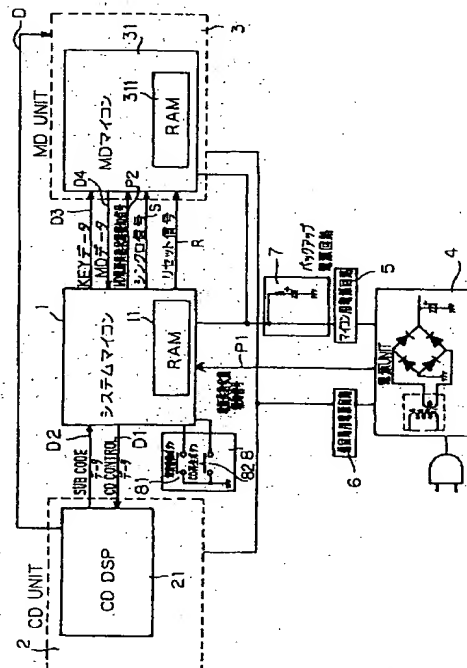 D
MD UNIT
3
31
MDマイコン
311
RAM
D3
KEYデータ
D4
MDデータ
P2
シンクロ信号
S
リセット信号
R
1
システムマイコン
11
RAM
D2
SUB CODE
データ
D1
CD CONTROL
データ
CD UNIT
2
CD DSP
21
81
82
8
P1
7
バックアップ
電源回路
マイコン用電源回路
5
6
電源UNIT
4